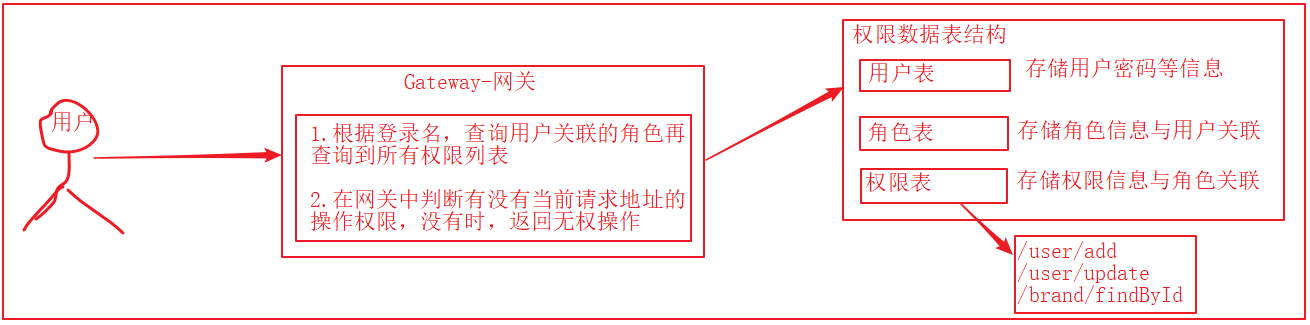 用户
Gateway-网关
1.根据登录名，查询用户关联的角色再
查询到所有权限列表
2.在网关中判断有没有当前请求地址的
操作权限，没有时，返回无权操作
权限数据表结构
用户表 存储用户密码等信息
角色表 存储角色信息与用户关联
权限表 存储权限信息与角色关联
/user/add
/user/update
/brand/findById